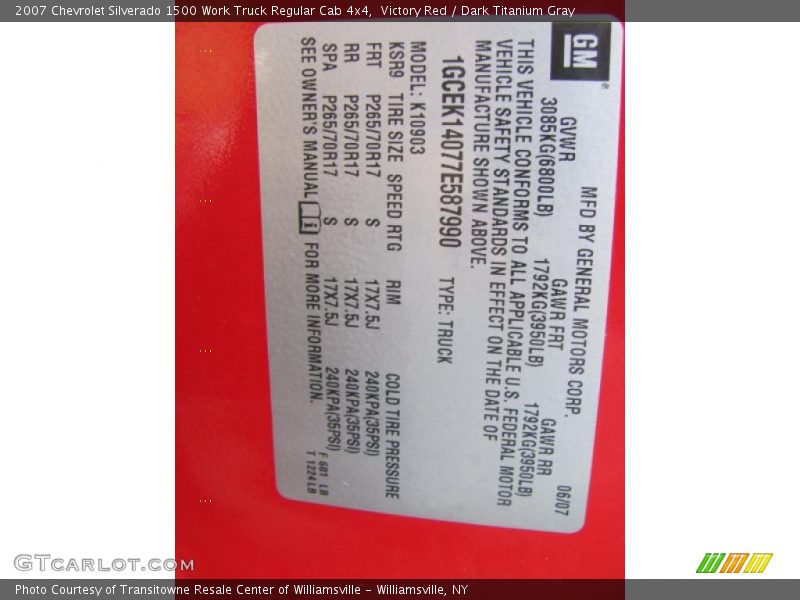 2007 Chevrolet Silverado 1500 Work Truck Regular Cab 4x4,  Victory Red / Dark Titanium Gray
GM
®
MFD BY GENERAL MOTORS CORP.
06/07
GVWR GAWR FRT GAWR RR
3085KG(6800LB) 1792KG(3950LB) 1792KG(3950LB)
THIS VEHICLE CONFORMS TO ALL APPLICABLE U.S. FEDERAL MOTOR
VEHICLE SAFETY STANDARDS IN EFFECT ON THE DATE OF
MANUFACTURE SHOWN ABOVE.
1GCEK14077E587990 TYPE: TRUCK
MODEL: K10903
KSR9 TIRE SIZE SPEED RTG RIM COLD TIRE PRESSURE
FRT P265/70R17 S 17X7.5J 240KPA(35PSI)
RR P265/70R17 S 17X7.5J 240KPA(35PSI)
SPA P265/70R17 S 17X7.5J 240KPA(35PSI)
SEE OWNER'S MANUAL FOR MORE INFORMATION.
F 601 LB
T 1224 LB
GTcarlot.com
Photo Courtesy of Transitowne Resale Center of Williamsville – Williamsville, NY